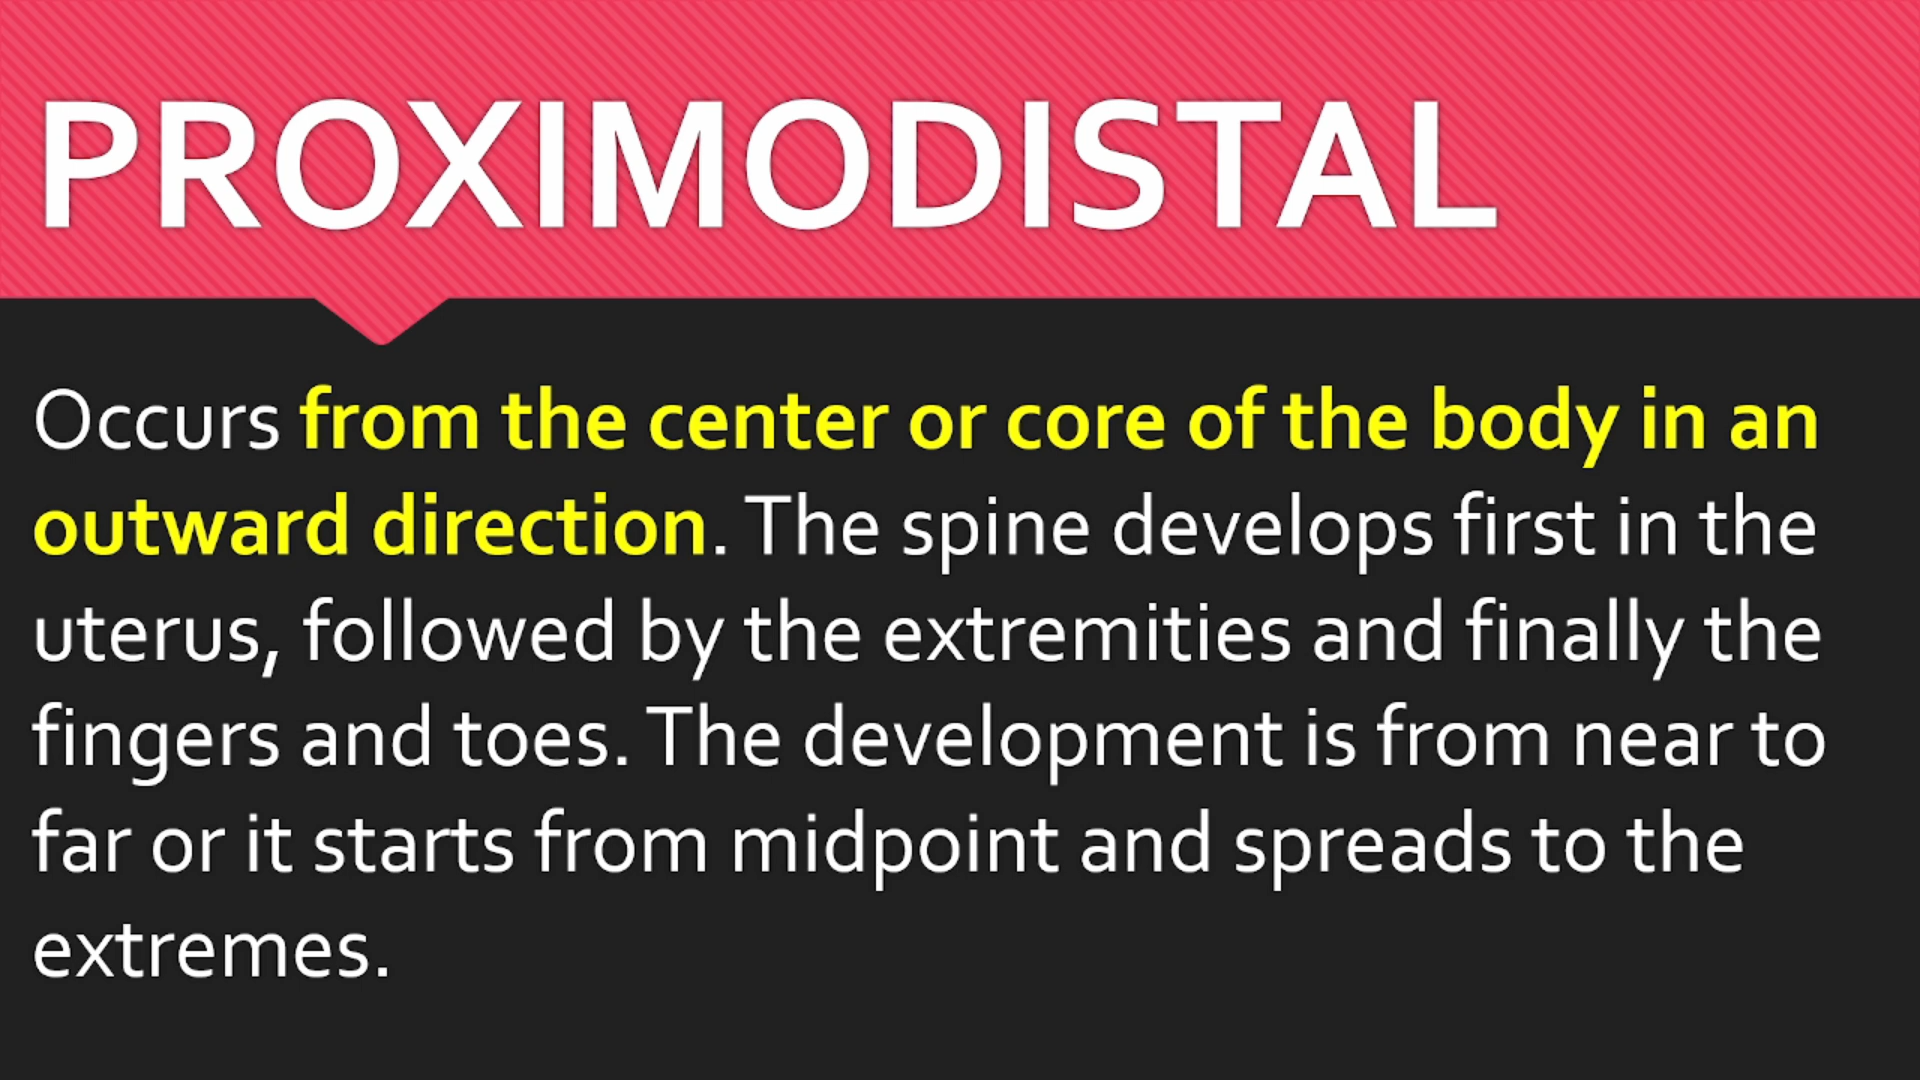 PROXIMODISTAL
Occurs from the center or core of the body in an
outward direction. The spine develops first in the
uterus, followed by the extremities and finally the
fingers and toes. The development is from near to
far or it starts from midpoint and spreads to the
extremes.